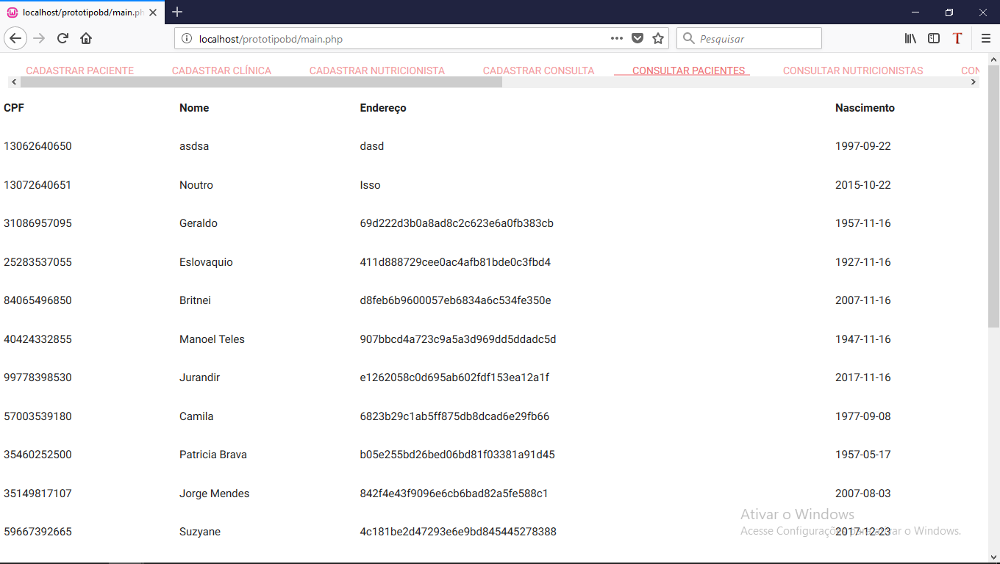 localhost/prototipobd/main.ph
localhost/prototipobd/main.php
Pesquisar
CADASTRAR PACIENTE CADASTRAR CLÍNICA CADASTRAR NUTRICIONISTA CADASTRAR CONSULTA CONSULTAR PACIENTES CONSULTAR NUTRICIONISTAS CON
CPF Nome Endereço Nascimento
13062640650 asdsa dasd 1997-09-22
13072640651 Noutro Isso 2015-10-22
31086957095 Geraldo 69d222d3b0a8ad8c2c623e6a0fb383cb 1957-11-16
25283537055 Eslovaquio 411d888729cee0ac4afb81bde0c3fbd4 1927-11-16
84065496850 Britnei d8feb6b9600057eb6834a6c534fe350e 2007-11-16
40424332855 Manoel Teles 907bbcd4a723c9a5a3d969dd5ddadc5d 1947-11-16
99778398530 Jurandir e1262058c0d695ab602fdf153ea12a1f 2017-11-16
57003539180 Camila 6823b29c1ab5ff875db8dcad6e29fb66 1977-09-08
35460252500 Patricia Brava b05e255bd26bed06bd81f03381a91d45 1957-05-17
35149817107 Jorge Mendes 842f4e43f9096e6cb6bad82a5fe588c1 2007-08-03
59667392665 Suzyane 4c181be2d47293e6e9bd845445278388 2017-12-23
Ativar o Windows
Acesse Configurações para ativar o Windows.